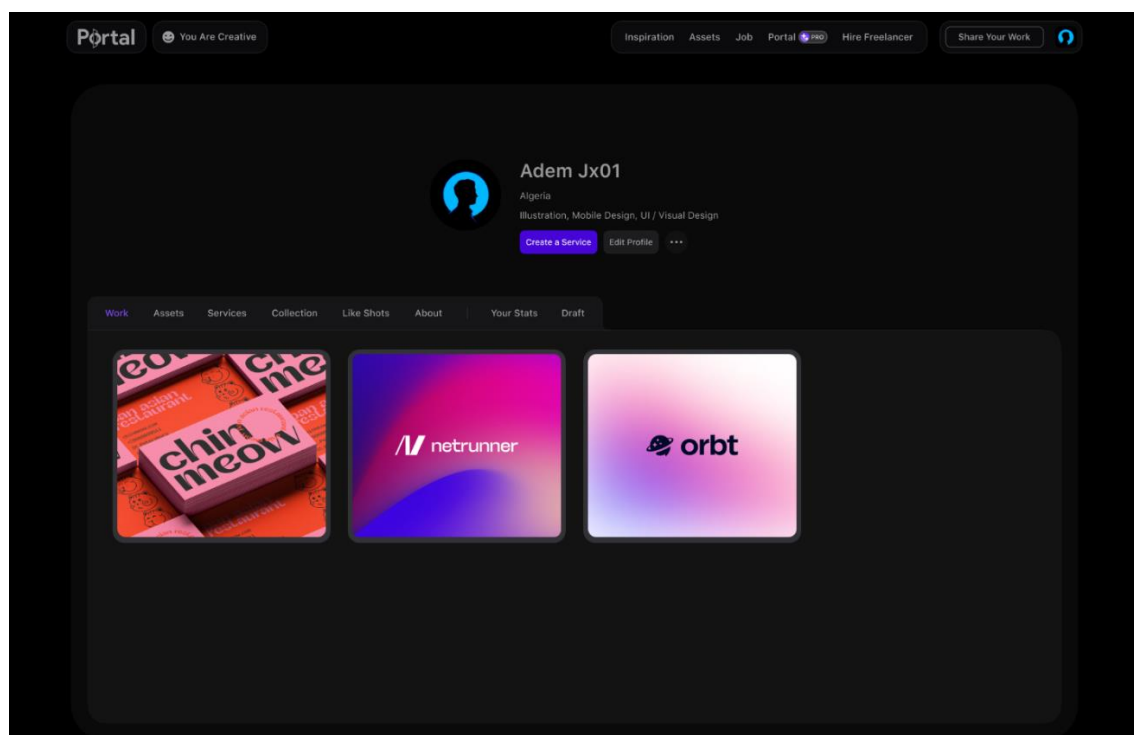 Portal
You Are Creative
Inspiration Assets Job Portal PRO Hire Freelancer
Share Your Work
Adem Jx01
Algeria
Illustration, Mobile Design, UI / Visual Design
Create a Service Edit Profile
Work Assets Services Collection Like Shots About Your Stats Draft
chin
meow
netrunner
orbt